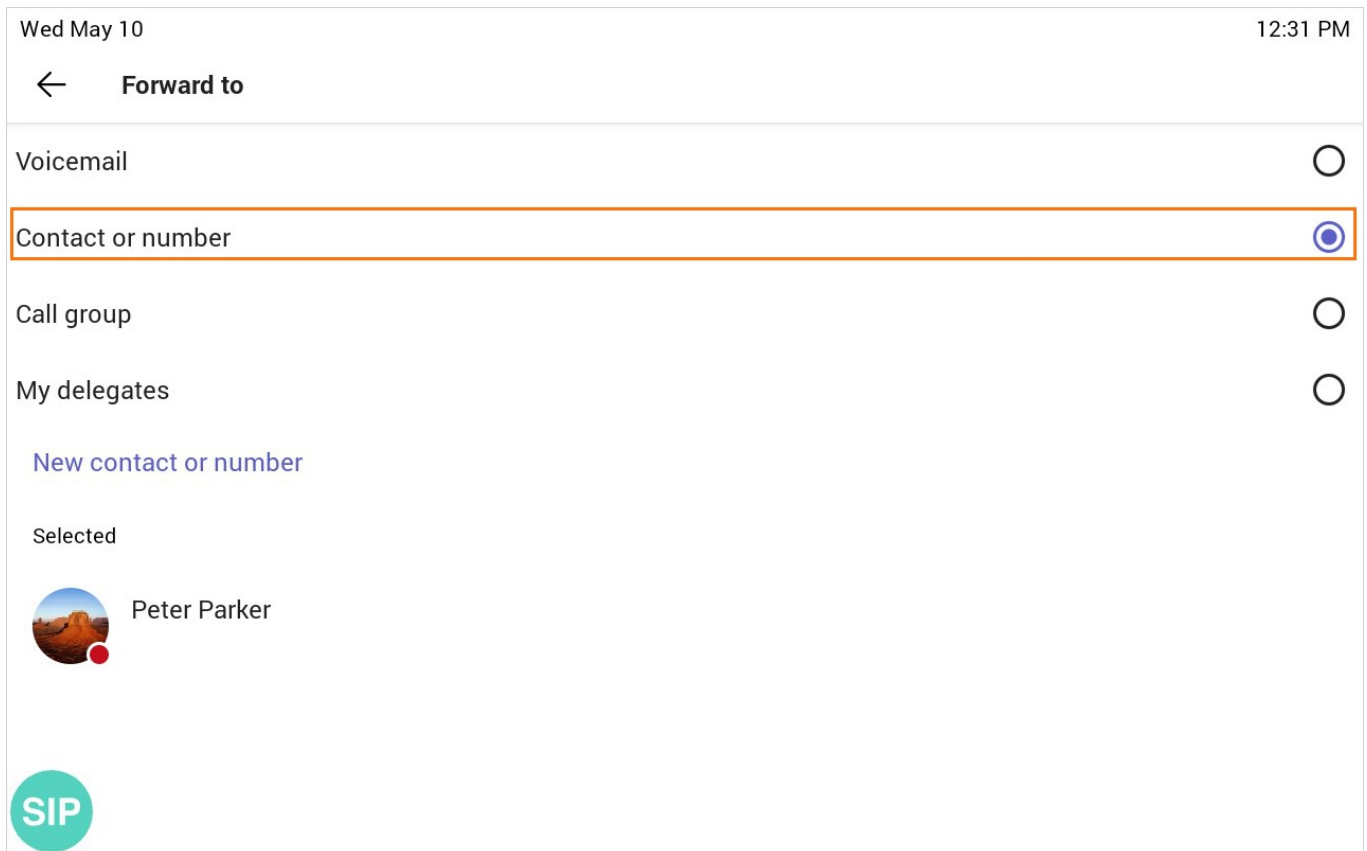 Wed May 10 12:31 PM
Forward to
Voicemail
Contact or number
Call group
My delegates
New contact or number
Selected
Peter Parker
SIP